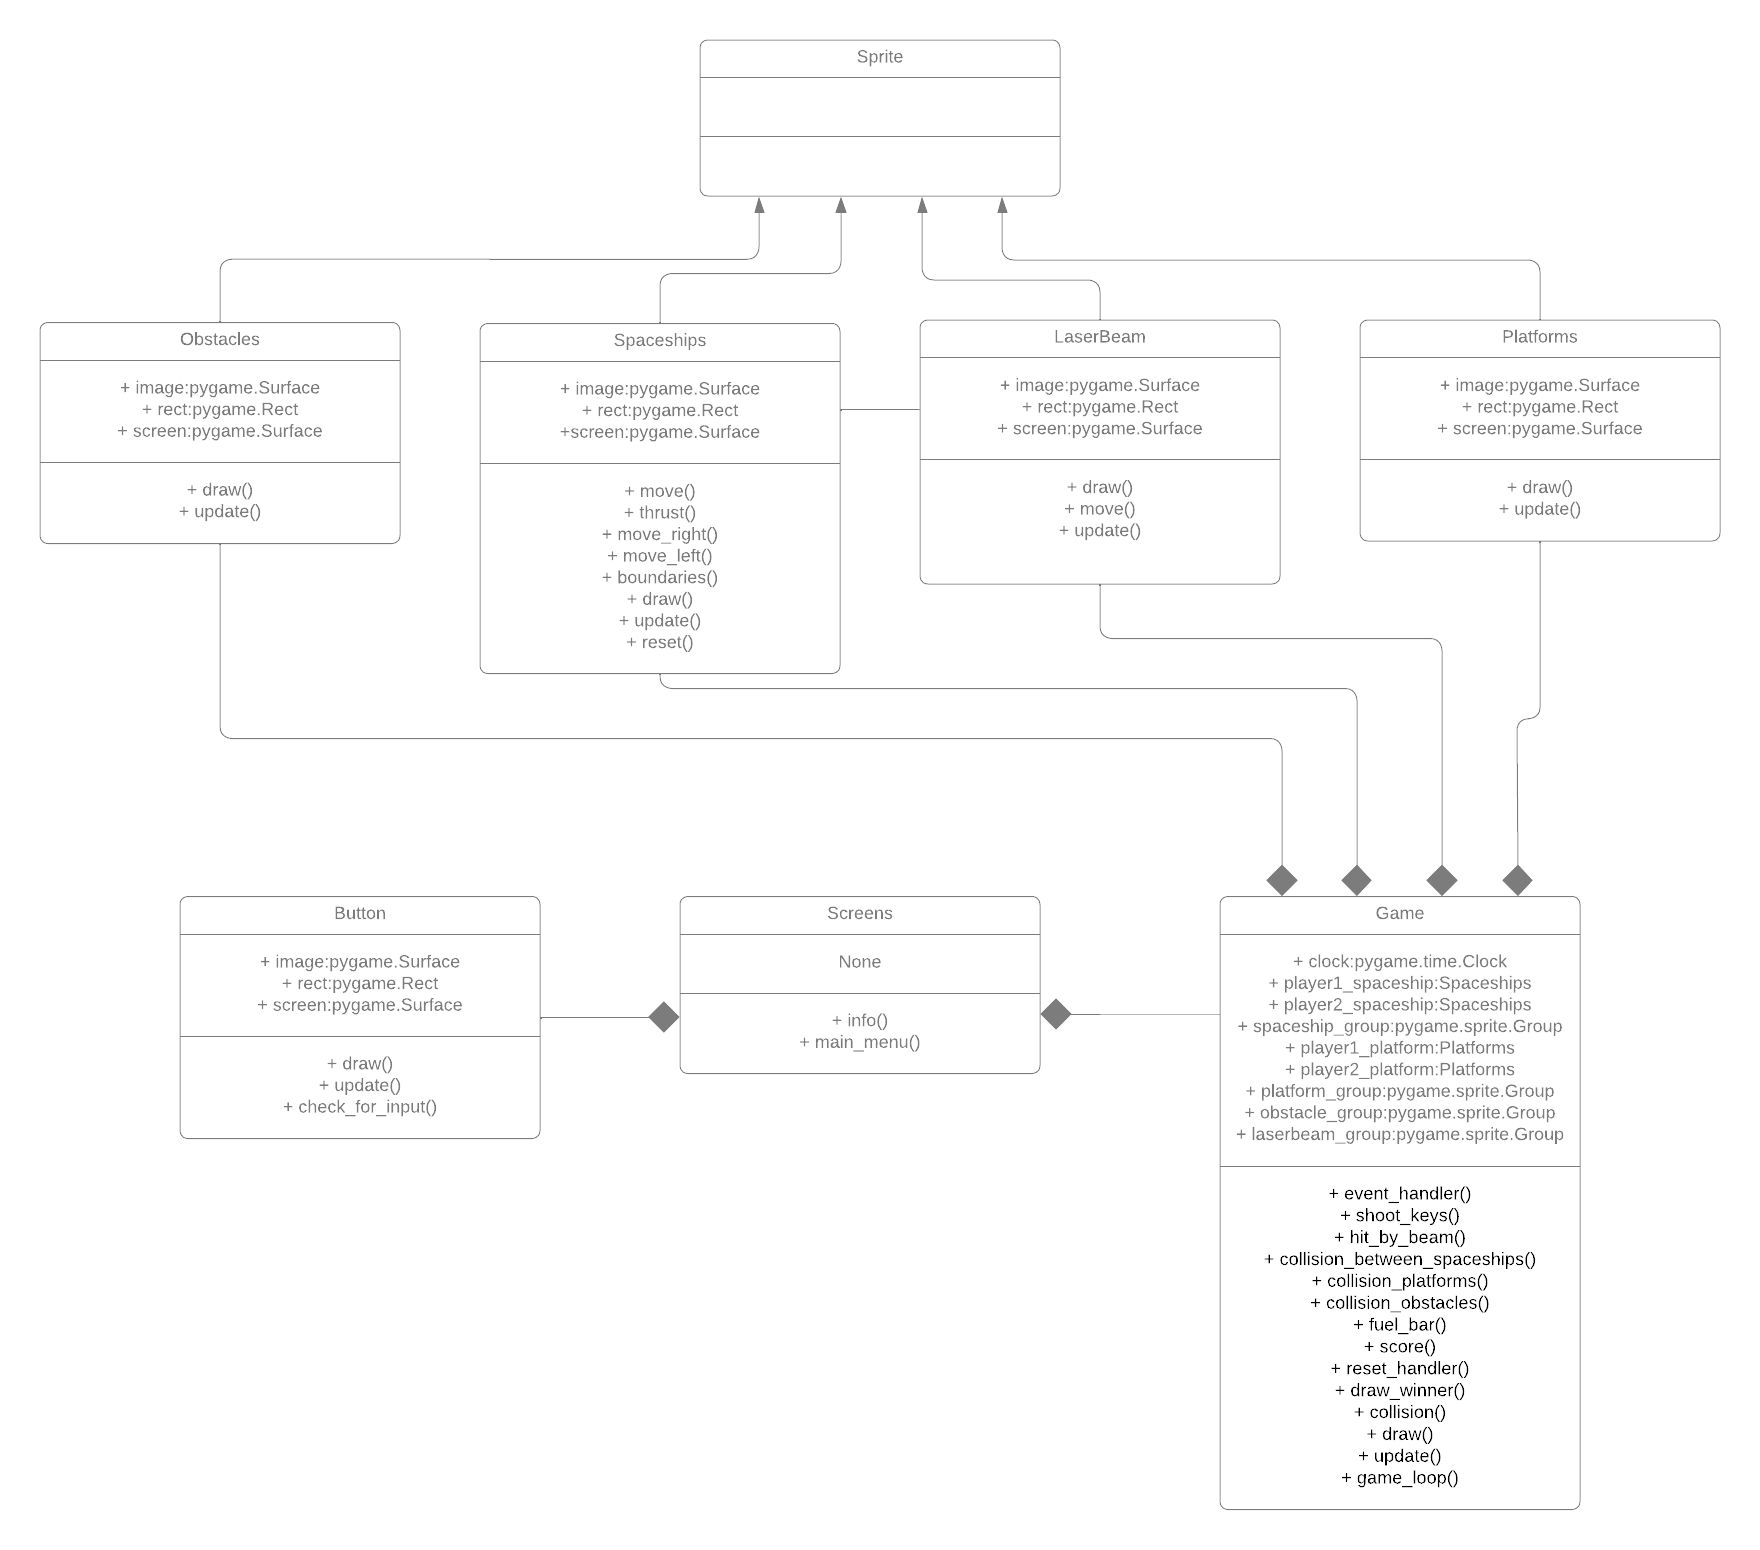 Sprite
Obstacles
+ image:pygame.Surface
+ rect:pygame.Rect
+ screen:pygame.Surface
+ draw()
+ update()
Spaceships
+ image:pygame.Surface
+ rect:pygame.Rect
+screen:pygame.Surface
+ move()
+ thrust()
+ move_right()
+ move_left()
+ boundaries()
+ draw()
+ update()
+ reset()
LaserBeam
+ image:pygame.Surface
+ rect:pygame.Rect
+ screen:pygame.Surface
+ draw()
+ move()
+ update()
Platforms
+ image:pygame.Surface
+ rect:pygame.Rect
+ screen:pygame.Surface
+ draw()
+ update()
Button
+ image:pygame.Surface
+ rect:pygame.Rect
+ screen:pygame.Surface
+ draw()
+ update()
+ check_for_input()
Screens
None
+ info()
+ main_menu()
Game
+ clock:pygame.time.Clock
+ player1_spaceship:Spaceships
+ player2_spaceship:Spaceships
+ spaceship_group:pygame.sprite.Group
+ player1_platform:Platforms
+ player2_platform:Platforms
+ platform_group:pygame.sprite.Group
+ obstacle_group:pygame.sprite.Group
+ laserbeam_group:pygame.sprite.Group
+ event_handler()
+ shoot_keys()
+ hit_by_beam()
+ collision_between_spaceships()
+ collision_platforms()
+ collision_obstacles()
+ fuel_bar()
+ score()
+ reset_handler()
+ draw_winner()
+ collision()
+ draw()
+ update()
+ game_loop()